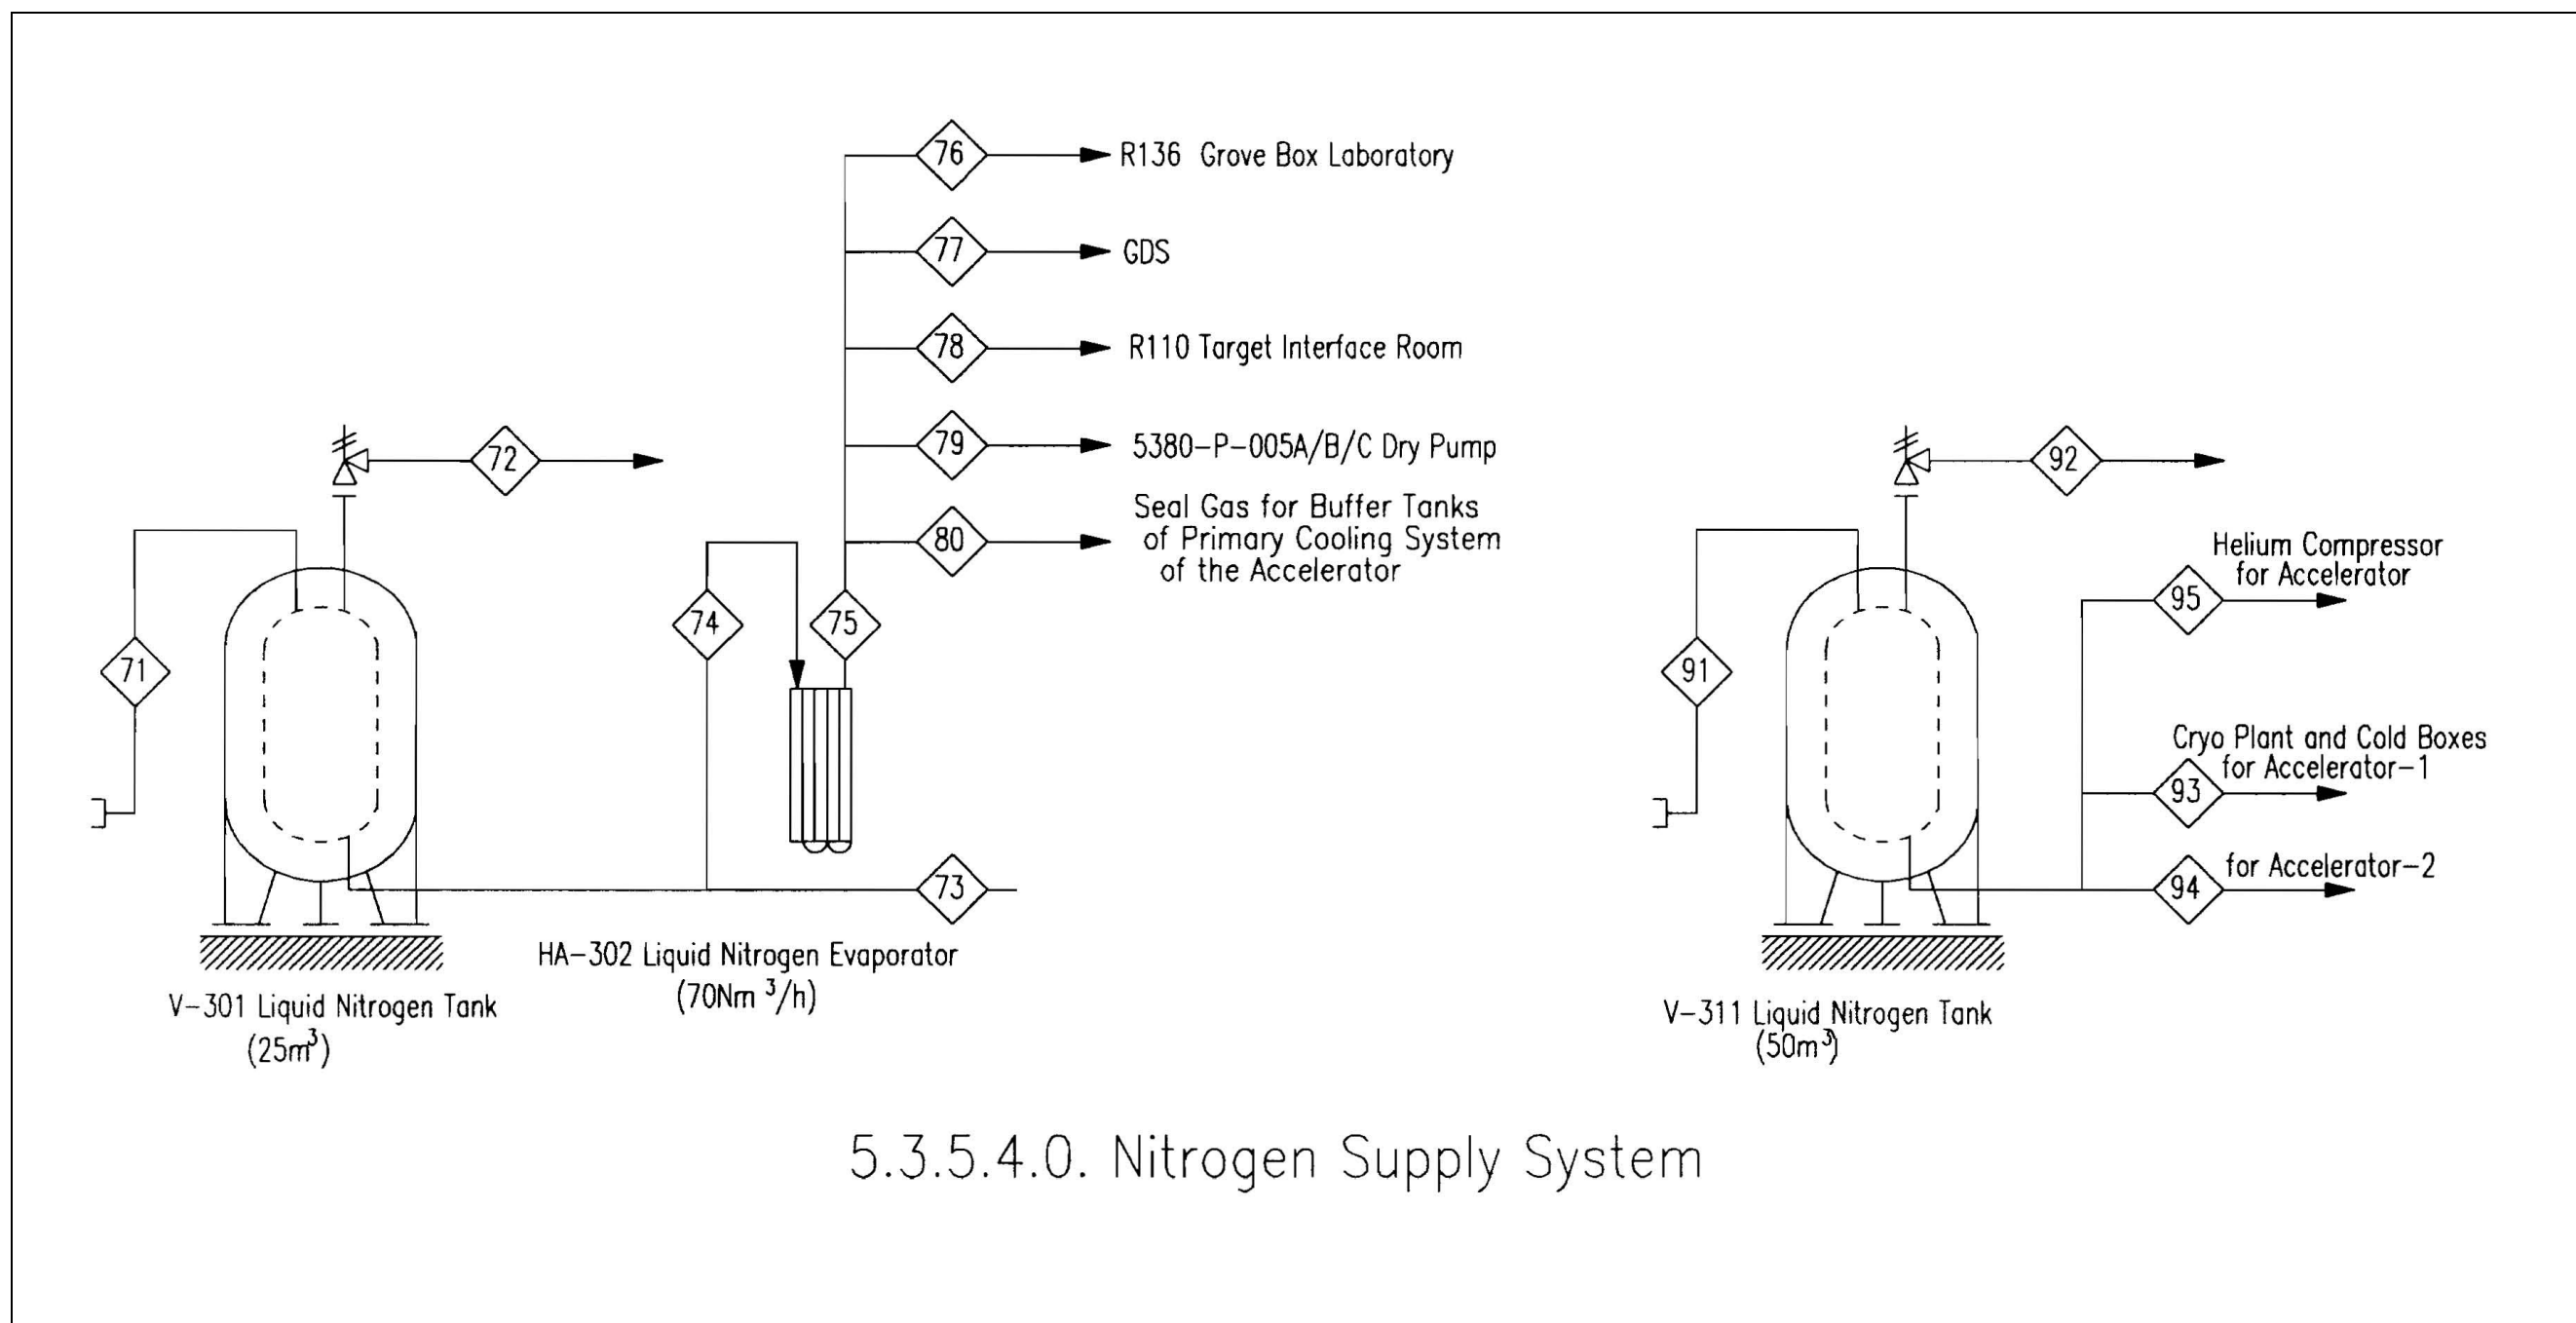 76
R136 Grove Box Laboratory
77
GDS
78
R110 Target Interface Room
79
5380-P-005A/B/C Dry Pump
80
Seal Gas for Buffer Tanks
of Primary Cooling System
of the Accelerator
72
71
74
75
73
HA-302 Liquid Nitrogen Evaporator
(70Nm³/h)
V-301 Liquid Nitrogen Tank
(25m³)
92
91
Helium Compressor
for Accelerator
95
Cryo Plant and Cold Boxes
for Accelerator-1
93
for Accelerator-2
94
V-311 Liquid Nitrogen Tank
(50m³)
5.3.5.4.0. Nitrogen Supply System